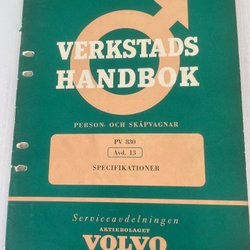 VERKSTADS
HANDBOK
PERSON- OCH SKÅPVAGNAR
PV 830
Avd. 13
SPECIFIKATIONER
Serviceavdelningen
AKTIEBOLAGET
VOLVO